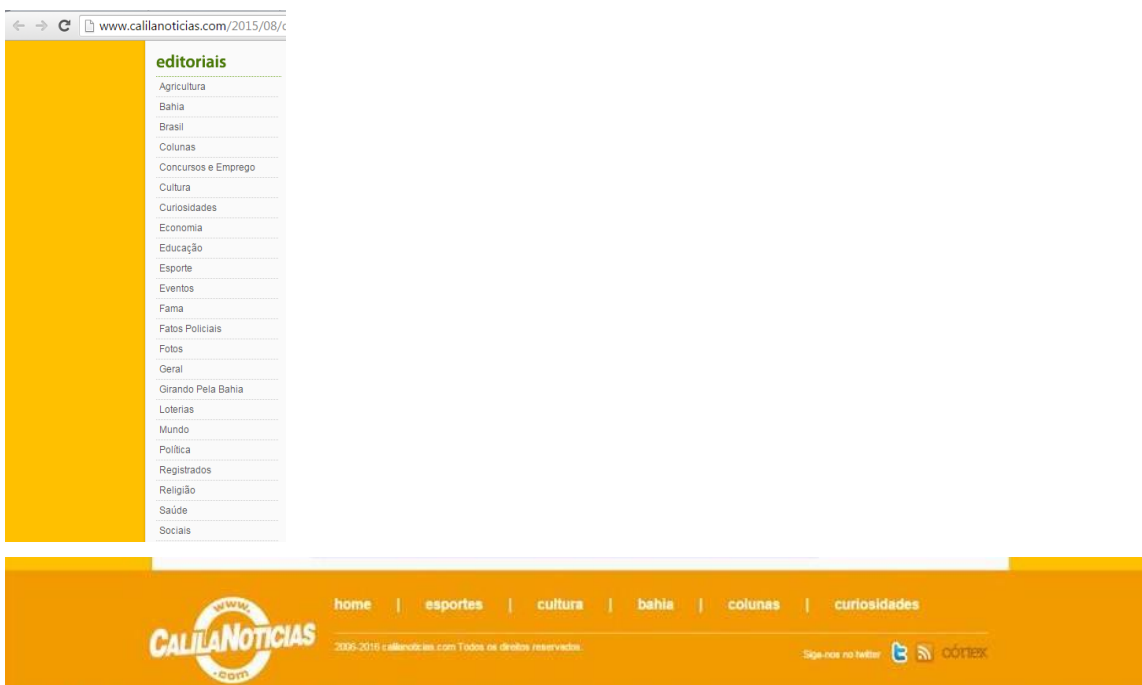 www.calilanoticias.com/2015/08/
editoriais
Agricultura
Bahia
Brasil
Colunas
Concursos e Emprego
Cultura
Curiosidades
Economia
Educação
Esporte
Eventos
Fama
Fatos Policiais
Fotos
Geral
Girando Pela Bahia
Loterias
Mundo
Política
Registrados
Religião
Saúde
Sociais
home | esportes | cultura | bahia | colunas | curiosidades
www.
CALILANOTICIAS
.com
2006-2016 calilanoticias.com Todos os direitos reservados.
Siga-nos no twitter córtex